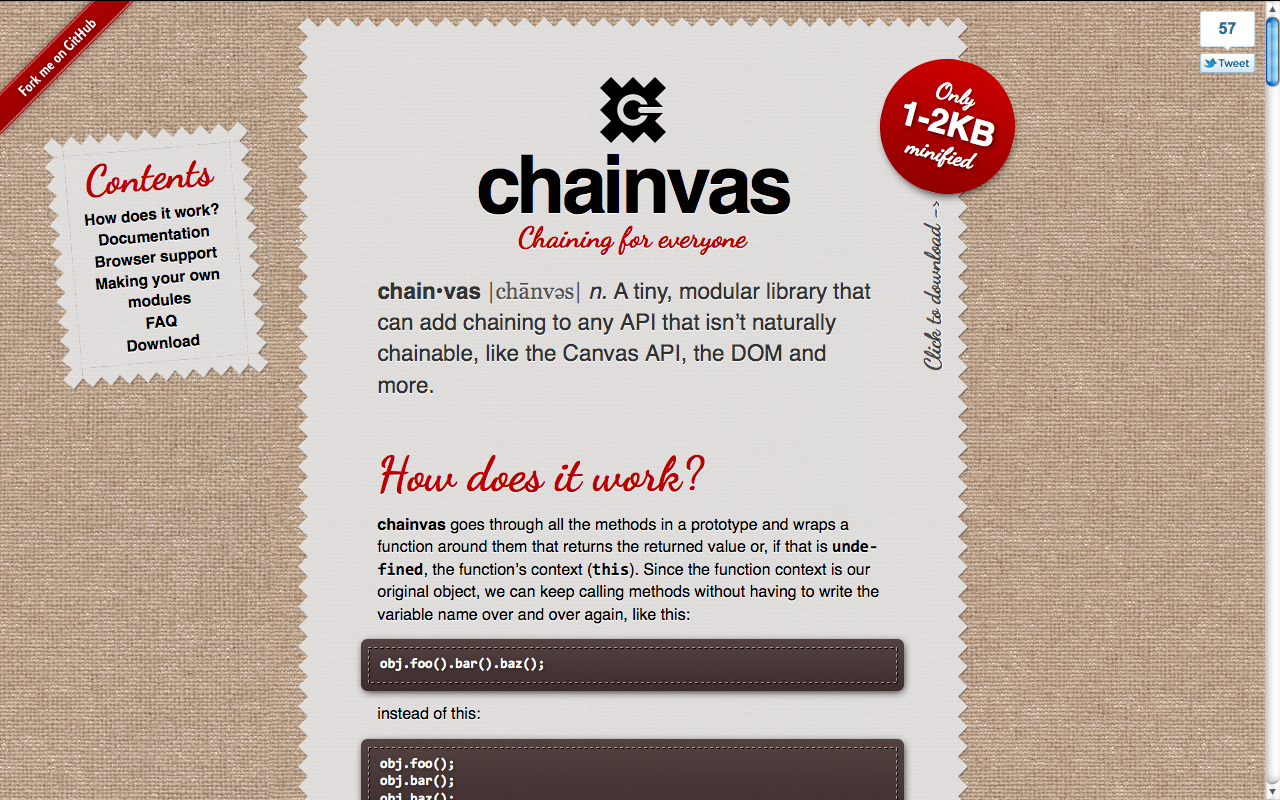 Fork me on GitHub
57
Tweet
Contents
How does it work?
Documentation
Browser support
Making your own
modules
FAQ
Download
chainvas
Chaining for everyone
Only
1-2KB
minified
Click to download –>
chain•vas |chānvəs| n. A tiny, modular library that
can add chaining to any API that isn’t naturally
chainable, like the Canvas API, the DOM and
more.
How does it work?
chainvas goes through all the methods in a prototype and wraps a
function around them that returns the returned value or, if that is unde-
fined, the function’s context (this). Since the function context is our
original object, we can keep calling methods without having to write the
variable name over and over again, like this:
obj.foo().bar().baz();
instead of this:
obj.foo();
obj.bar();
obj.baz();